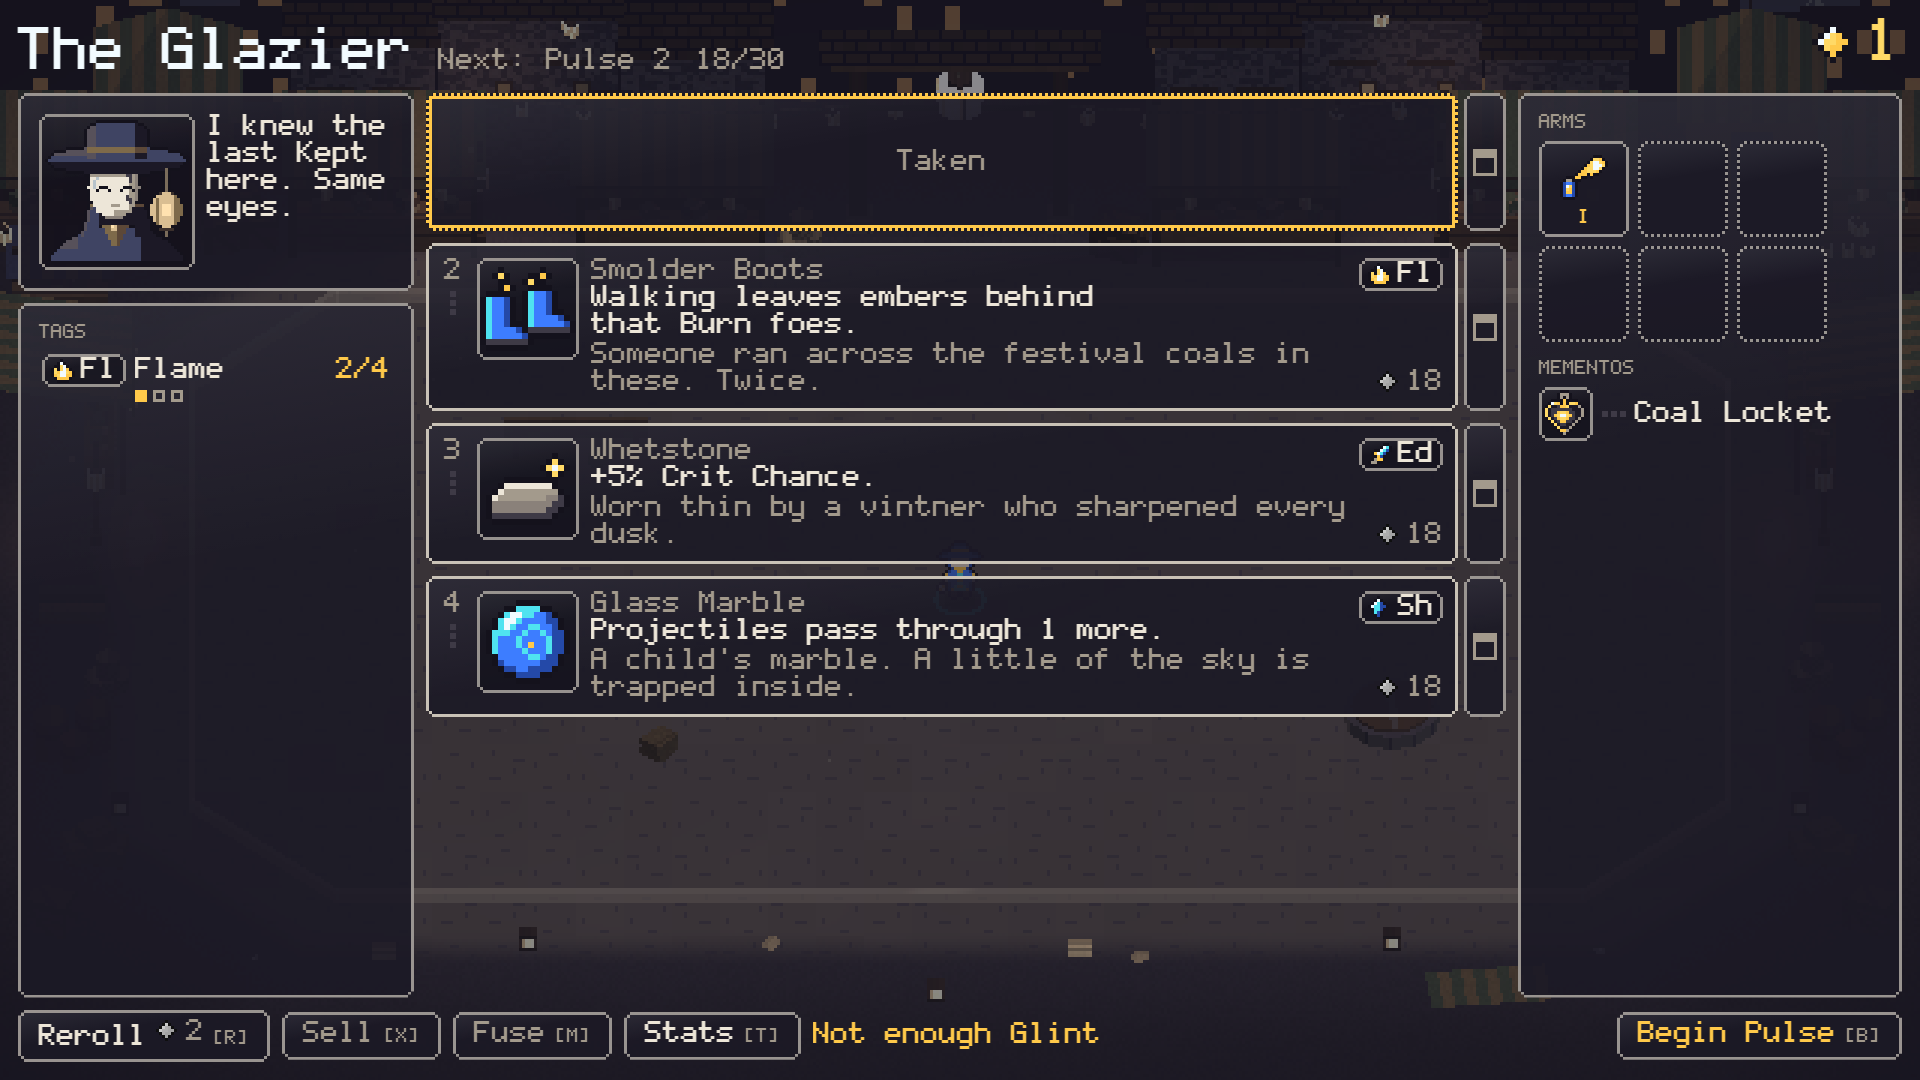 The Glazier
Next: Pulse 2 18/30
1
I knew the
last Kept
here. Same
eyes.
TAGS
Fl Flame 2/4
Taken
2
Smolder Boots
Fl
Walking leaves embers behind
that Burn foes.
Someone ran across the festival coals in
these. Twice.
18
3
Whetstone
Ed
+5% Crit Chance.
Worn thin by a vintner who sharpened every
dusk.
18
4
Glass Marble
Sh
Projectiles pass through 1 more.
A child's marble. A little of the sky is
trapped inside.
18
ARMS
I
MEMENTOS
Coal Locket
Reroll 2 [R]
Sell [X]
Fuse [M]
Stats [T]
Not enough Glint
Begin Pulse [B]